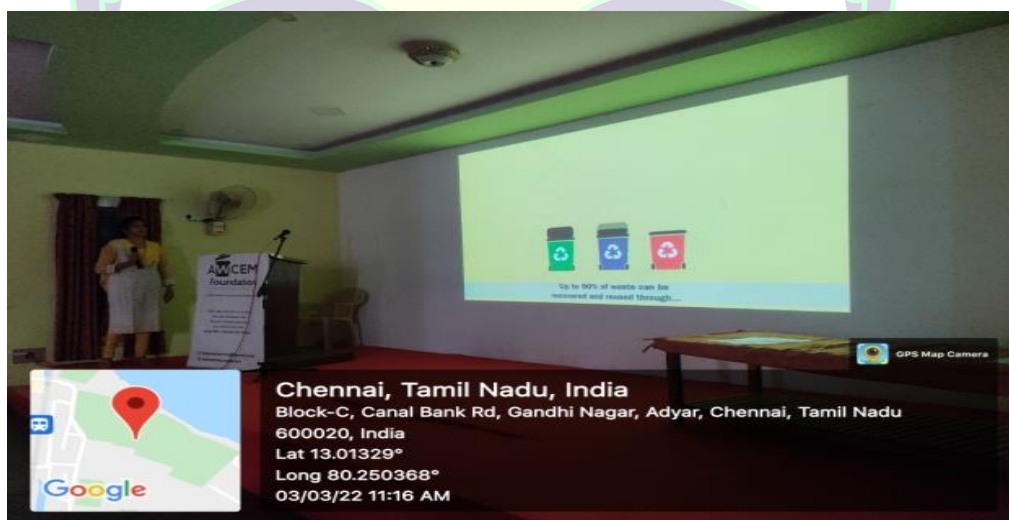 AWCEM
Foundation
Up to 90% of waste can be
recovered and reused through...
GPS Map Camera
Chennai, Tamil Nadu, India
Block-C, Canal Bank Rd, Gandhi Nagar, Adyar, Chennai, Tamil Nadu
600020, India
Lat 13.01329°
Long 80.250368°
03/03/22 11:16 AM
Google